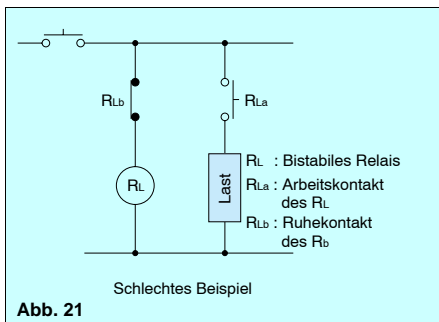 RLb
RLa
RL
Last
RL : Bistabiles Relais
RLa : Arbeitskontakt
des RL
RLb : Ruhekontakt
des Rb
Schlechtes Beispiel
Abb. 21